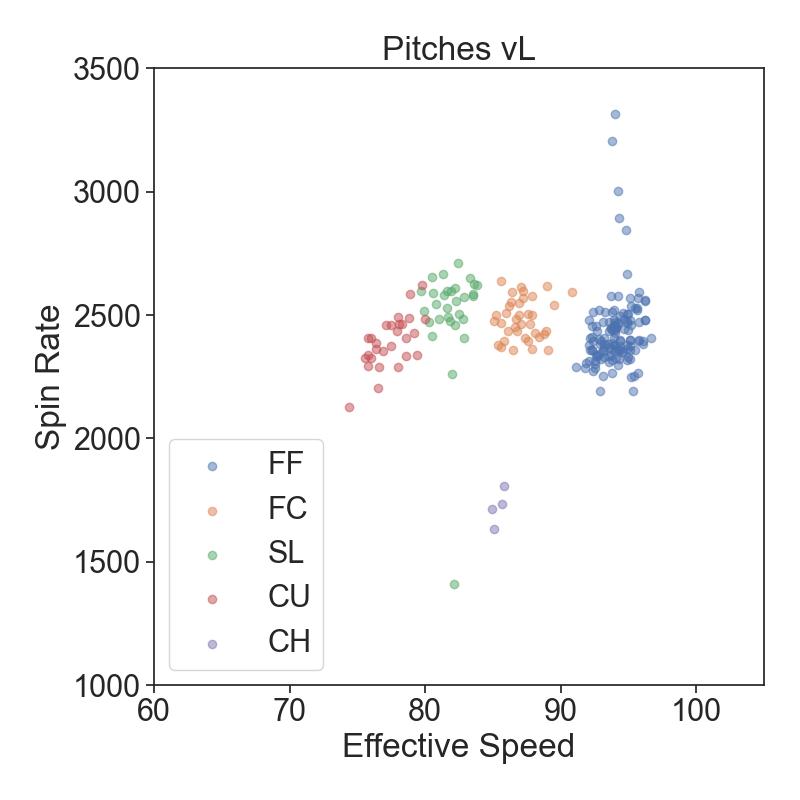 Pitches vL
3500
3000
2500
2000
1500
1000
Spin Rate
FF
FC
SL
CU
CH
60 70 80 90 100
Effective Speed